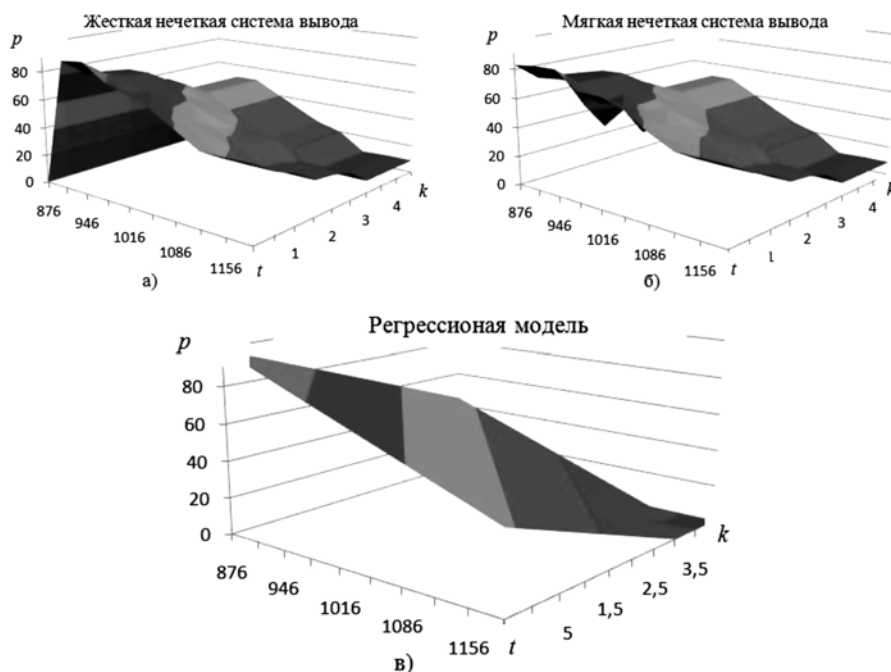 Жесткая нечеткая система вывода
p
80
60
40
20
0
876
946
1016
1086
1156
t
1
2
3
4
k
а)
Мягкая нечеткая система вывода
p
80
60
40
20
0
876
946
1016
1086
1156
t
1
2
3
4
k
б)
Регрессионая модель
p
80
60
40
20
0
876
946
1016
1086
1156
t
5
1,5
2,5
3,5
k
в)